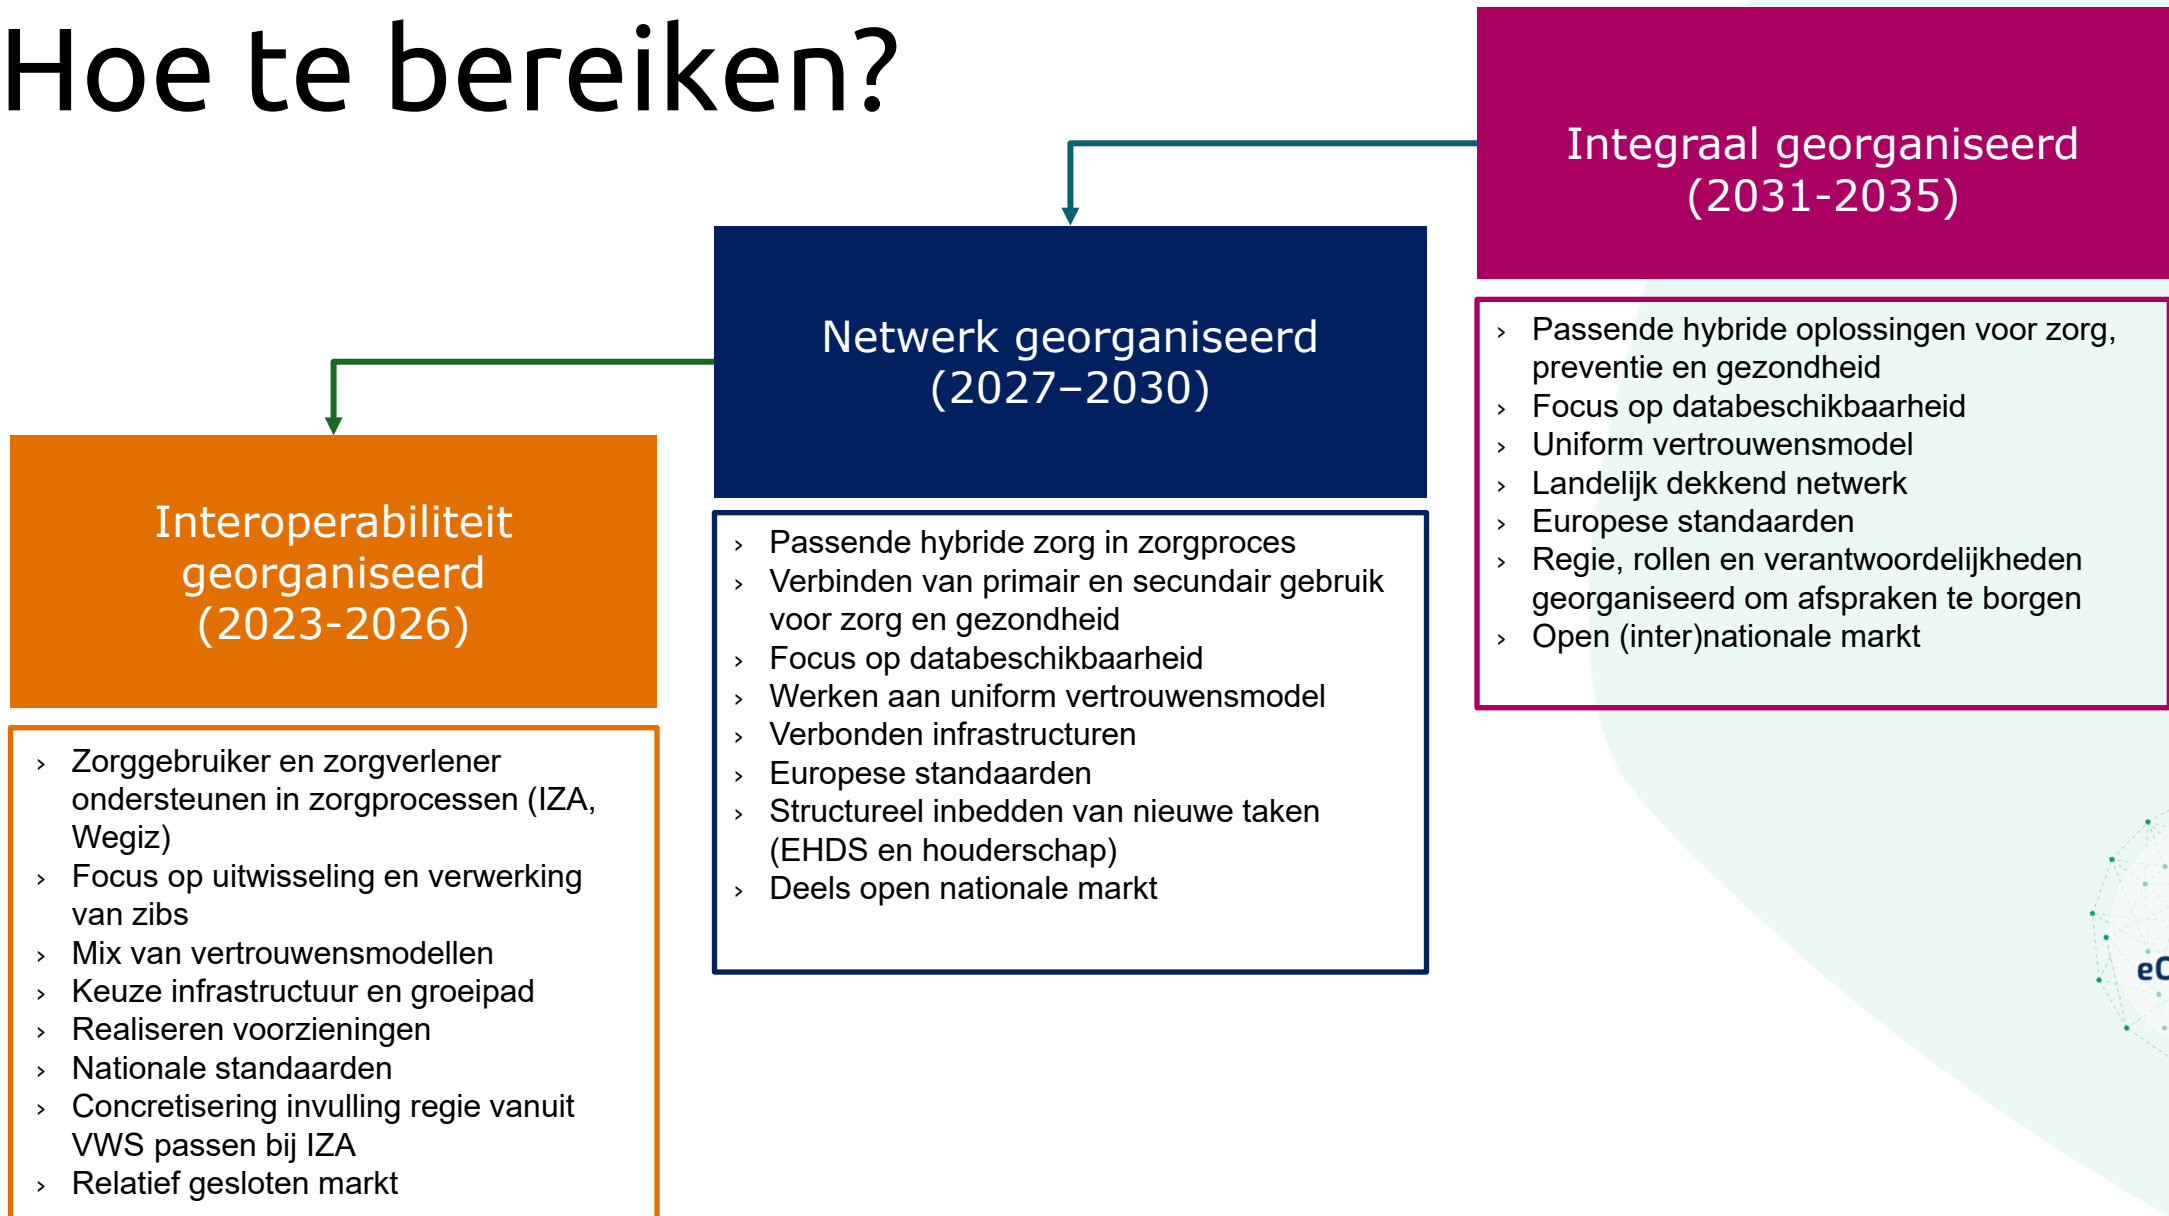 Hoe te bereiken?
Integraal georganiseerd
(2031-2035)
› Passende hybride oplossingen voor zorg,
preventie en gezondheid
› Focus op databeschikbaarheid
› Uniform vertrouwensmodel
› Landelijk dekkend netwerk
› Europese standaarden
› Regie, rollen en verantwoordelijkheden
georganiseerd om afspraken te borgen
› Open (inter)nationale markt
Netwerk georganiseerd
(2027–2030)
› Passende hybride zorg in zorgproces
› Verbinden van primair en secundair gebruik
voor zorg en gezondheid
› Focus op databeschikbaarheid
› Werken aan uniform vertrouwensmodel
› Verbonden infrastructuren
› Europese standaarden
› Structureel inbedden van nieuwe taken
(EHDS en houderschap)
› Deels open nationale markt
Interoperabiliteit
georganiseerd
(2023-2026)
› Zorggebruiker en zorgverlener
ondersteunen in zorgprocessen (IZA,
Wegiz)
› Focus op uitwisseling en verwerking
van zibs
› Mix van vertrouwensmodellen
› Keuze infrastructuur en groeipad
› Realiseren voorzieningen
› Nationale standaarden
› Concretisering invulling regie vanuit
VWS passen bij IZA
› Relatief gesloten markt